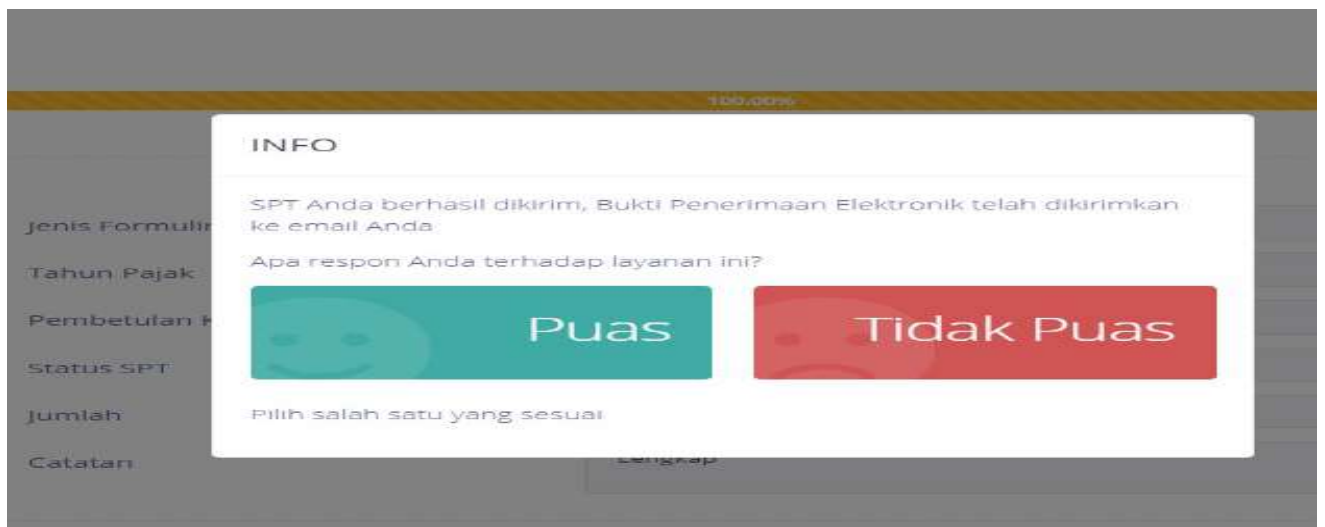 100.00%
INFO
SPT Anda berhasil dikirim, Bukti Penerimaan Elektronik telah dikirimkan
ke email Anda
Apa respon Anda terhadap layanan ini?
Puas
Tidak Puas
Pilih salah satu yang sesuai
Jenis Formulir
Tahun Pajak
Pembetulan
Status SPT
Jumlah
Catatan
Lengkap